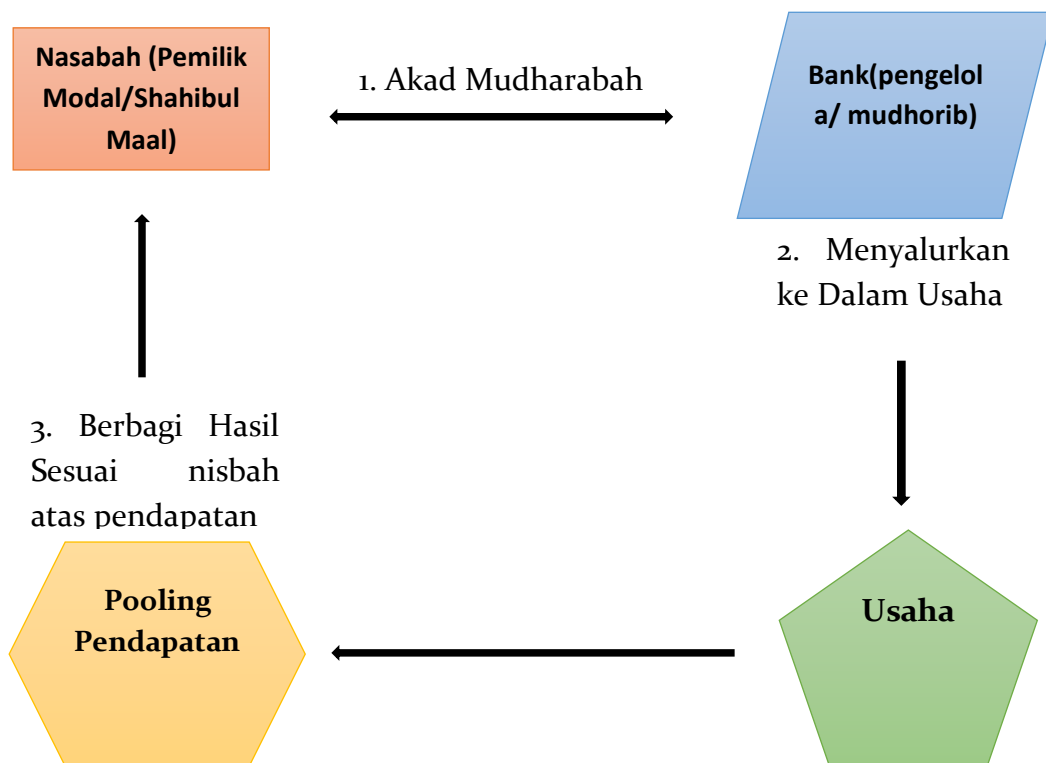 Nasabah (Pemilik
Modal/Shahibul
Maal)
1. Akad Mudharabah
Bank(pengelol
a/ mudhorib)
2. Menyalurkan
ke Dalam Usaha
3. Berbagi Hasil
Sesuai nisbah
atas pendapatan
Pooling
Pendapatan
Usaha